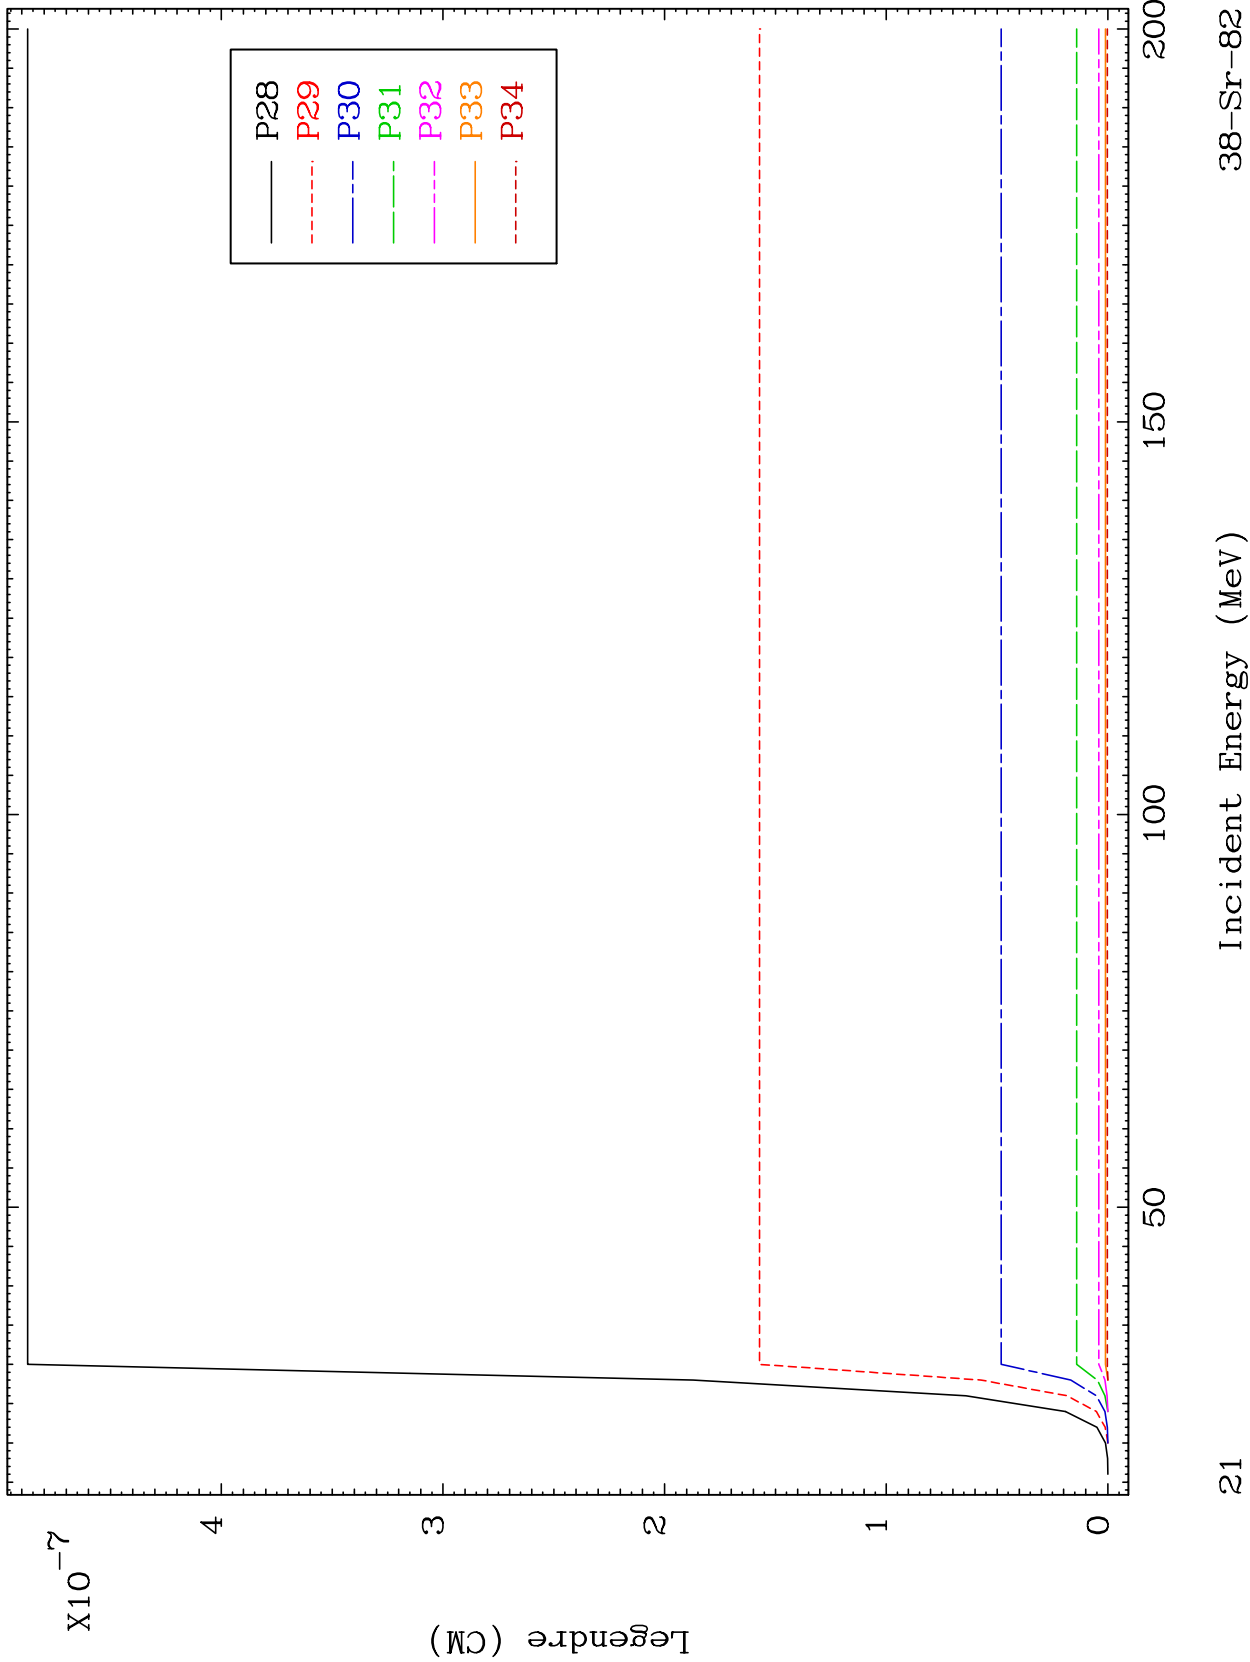 X10-7
4
3
2
1
0
Legendre (CM)
P28
P29
P30
P31
P32
P33
P34
50
100
150
200
Incident Energy (MeV)
21
38-Sr-82